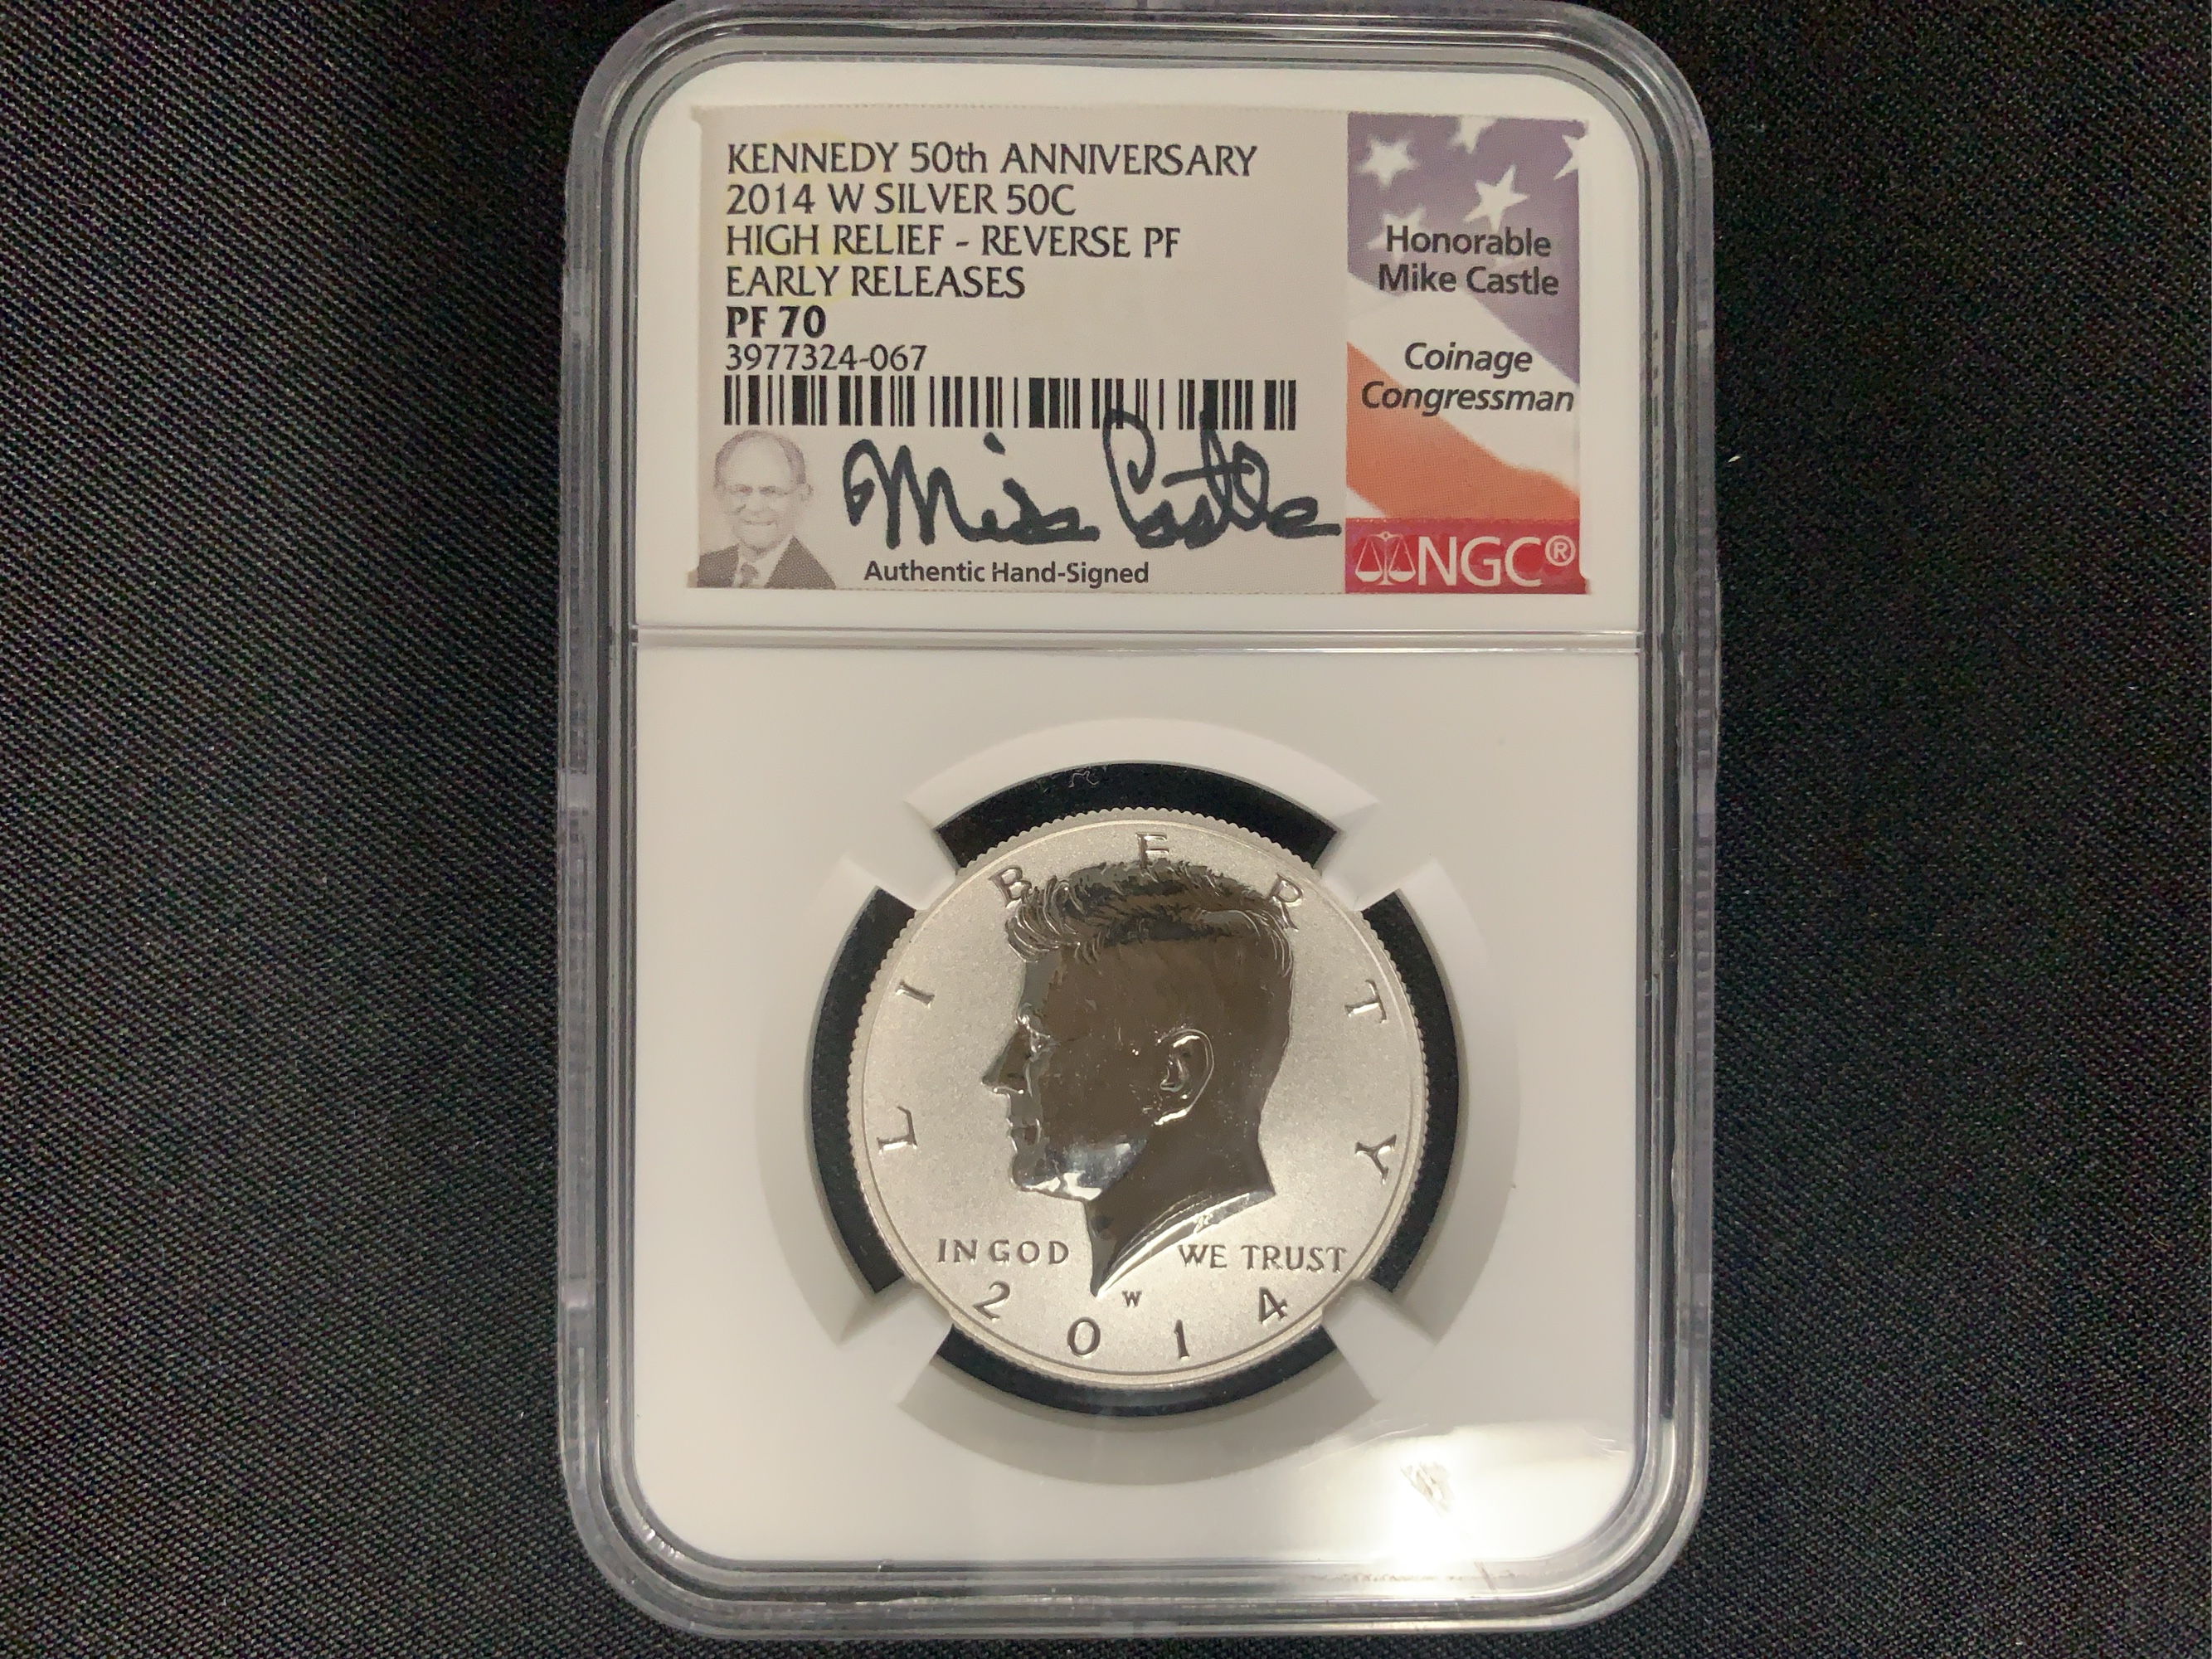 KENNEDY 50th ANNIVERSARY
2014 W SILVER 50C
HIGH RELIEF - REVERSE PF
EARLY RELEASES
PF 70
3977324-067
Mike Castle
Authentic Hand-Signed
Honorable
Mike Castle
Coinage
Congressman
NGC®
LIBERTY
IN GOD WE TRUST
W
2014